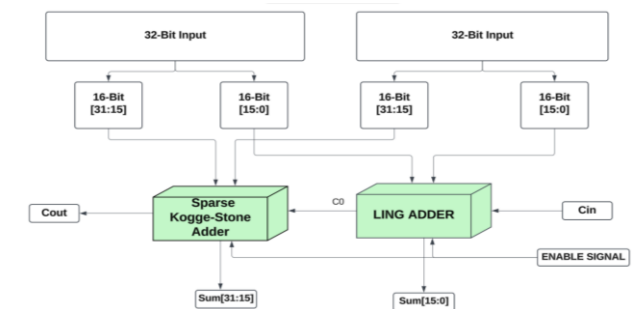 32-Bit Input
32-Bit Input
16-Bit
[31:15]
16-Bit
[15:0]
16-Bit
[31:15]
16-Bit
[15:0]
Sparse
Kogge-Stone
Adder
C0
LING ADDER
Cout
Cin
ENABLE SIGNAL
Sum[31:15]
Sum[15:0]